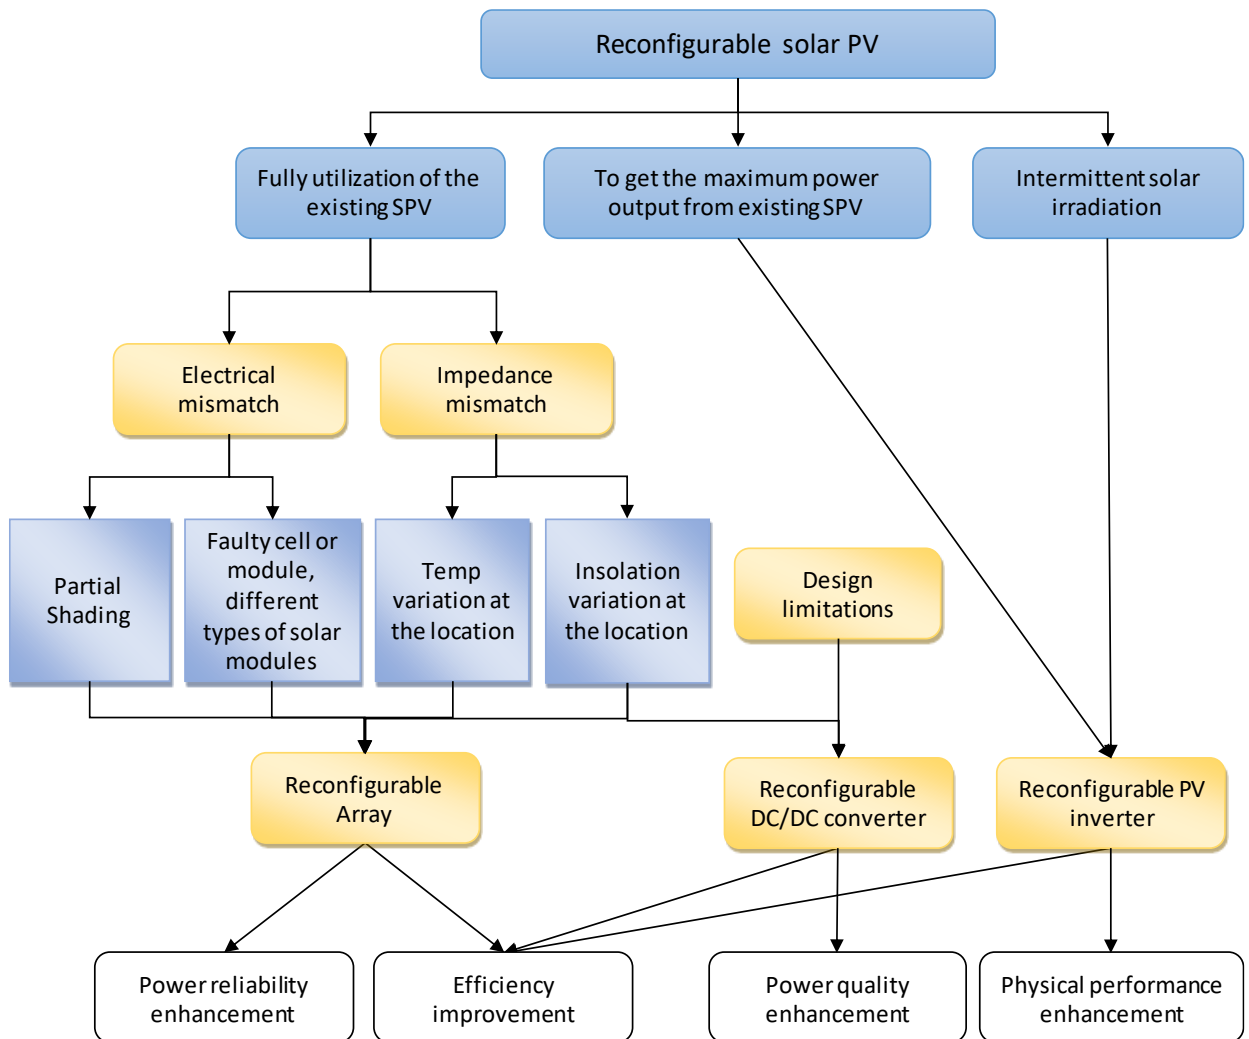 Reconfigurable solar PV
Fully utilization of the
existing SPV
To get the maximum power
output from existing SPV
Intermittent solar
irradiation
Electrical
mismatch
Impedance
mismatch
Partial
Shading
Faulty cell or
module,
different
types of solar
modules
Temp
variation at
the location
Insolation
variation at
the location
Design
limitations
Reconfigurable
Array
Reconfigurable
DC/DC converter
Reconfigurable PV
inverter
Power reliability
enhancement
Efficiency
improvement
Power quality
enhancement
Physical performance
enhancement